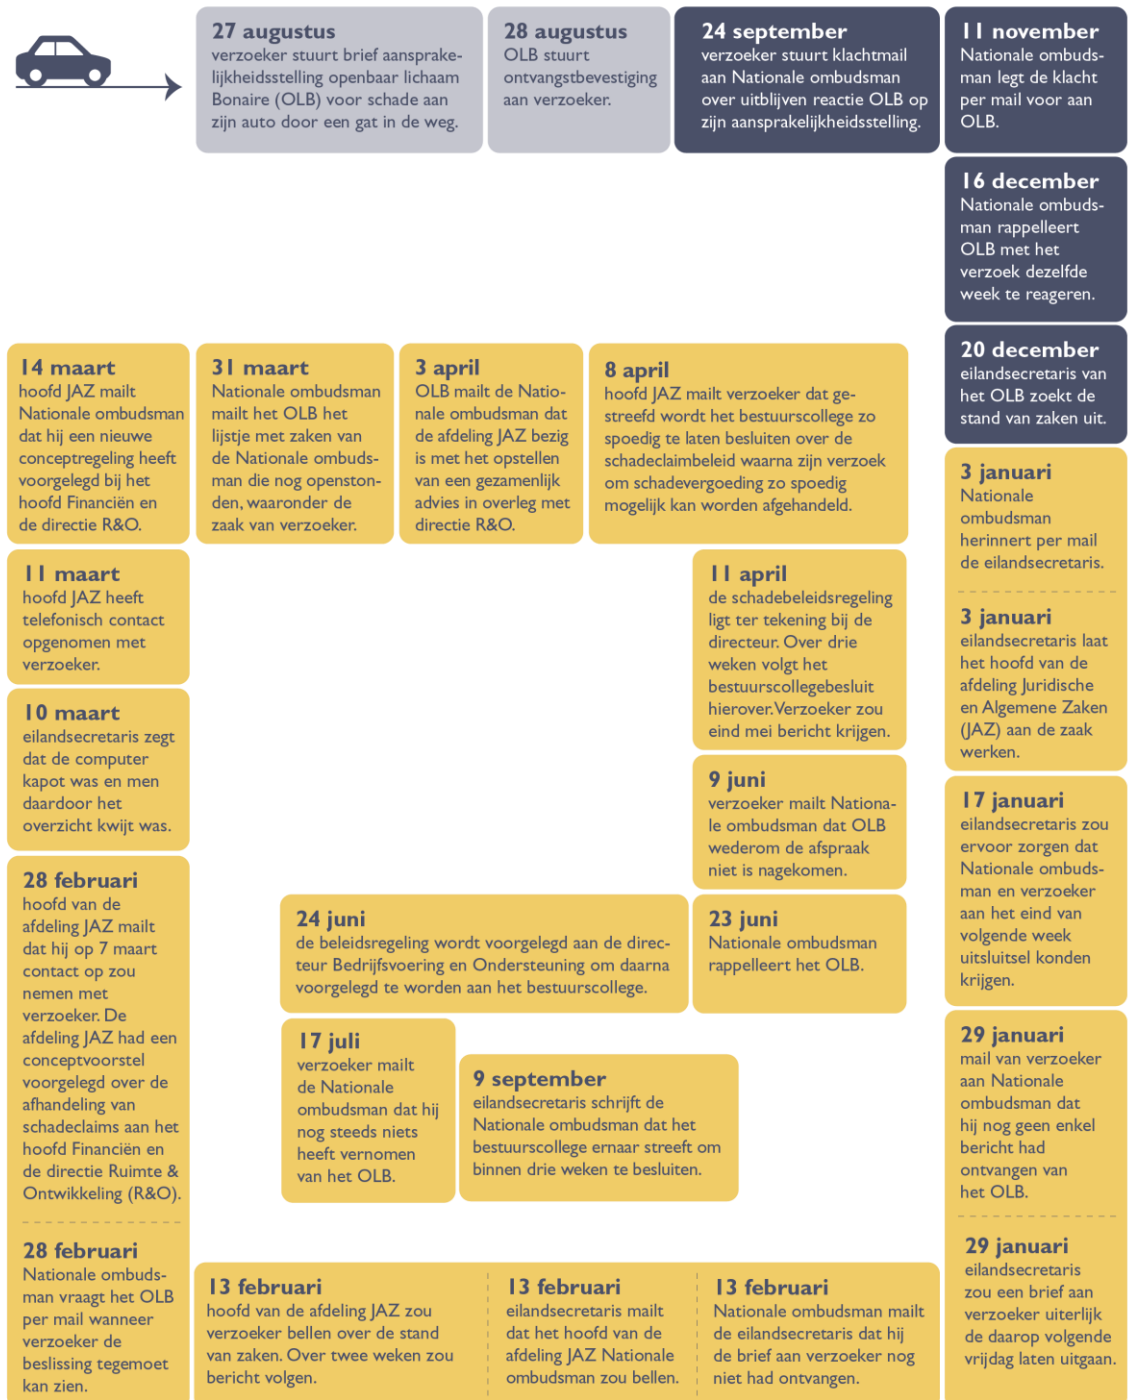 27 augustus
verzoeker stuurt brief aansprake-
lijkheidsstelling openbaar lichaam
Bonaire (OLB) voor schade aan
zijn auto door een gat in de weg.
28 augustus
OLB stuurt
ontvangstbevestiging
aan verzoeker.
24 september
verzoeker stuurt klachtmail
aan Nationale ombudsman
over uitblijven reactie OLB op
zijn aansprakelijkheidsstelling.
11 november
Nationale ombuds-
man legt de klacht
per mail voor aan
OLB.
16 december
Nationale ombuds-
man rappelleert
OLB met het
verzoek dezelfde
week te reageren.
20 december
eilandsecretaris van
het OLB zoekt de
stand van zaken uit.
3 januari
Nationale
ombudsman
herinnert per mail
de eilandsecretaris.
3 januari
eilandsecretaris laat
het hoofd van de
afdeling Juridische
en Algemene Zaken
(JAZ) aan de zaak
werken.
17 januari
eilandsecretaris zou
ervoor zorgen dat
Nationale ombuds-
man en verzoeker
aan het eind van
volgende week
uitsluitsel konden
krijgen.
29 januari
mail van verzoeker
aan Nationale
ombudsman dat
hij nog geen enkel
bericht had
ontvangen van
het OLB.
29 januari
eilandsecretaris
zou een brief aan
verzoeker uiterlijk
de daarop volgende
vrijdag laten uitgaan.
13 februari
Nationale ombudsman mailt
de eilandsecretaris dat hij
de brief aan verzoeker nog
niet had ontvangen.
13 februari
eilandsecretaris mailt
dat het hoofd van de
afdeling JAZ Nationale
ombudsman zou bellen.
13 februari
hoofd van de afdeling JAZ zou
verzoeker bellen over de stand
van zaken. Over twee weken zou
bericht volgen.
28 februari
Nationale ombuds-
man vraagt het OLB
per mail wanneer
verzoeker de
beslissing tegemoet
kan zien.
28 februari
hoofd van de
afdeling JAZ mailt
dat hij op 7 maart
contact op zou
nemen met
verzoeker. De
afdeling JAZ had een
conceptvoorstel
voorgelegd over de
afhandeling van
schadeclaims aan het
hoofd Financiën en
de directie Ruimte &
Ontwikkeling (R&O).
10 maart
eilandsecretaris zegt
dat de computer
kapot was en men
daardoor het
overzicht kwijt was.
11 maart
hoofd JAZ heeft
telefonisch contact
opgenomen met
verzoeker.
14 maart
hoofd JAZ mailt
Nationale ombudsman
dat hij een nieuwe
conceptregeling heeft
voorgelegd bij het
hoofd Financiën en
de directie R&O.
31 maart
Nationale ombudsman
mailt het OLB het
lijstje met zaken van
de Nationale ombuds-
man die nog openston-
den, waaronder de
zaak van verzoeker.
3 april
OLB mailt de Natio-
nale ombudsman dat
de afdeling JAZ bezig
is met het opstellen
van een gezamenlijk
advies in overleg met
directie R&O.
8 april
hoofd JAZ mailt verzoeker dat ge-
streefd wordt het bestuurscollege zo
spoedig te laten besluiten over de
schadeclaimbeleid waarna zijn verzoek
om schadevergoeding zo spoedig
mogelijk kan worden afgehandeld.
11 april
de schadebeleidsregeling
ligt ter tekening bij de
directeur. Over drie
weken volgt het
bestuurscollegebesluit
hierover. Verzoeker zou
eind mei bericht krijgen.
9 juni
verzoeker mailt Nationa-
le ombudsman dat OLB
wederom de afspraak
niet is nagekomen.
23 juni
Nationale ombudsman
rappelleert het OLB.
24 juni
de beleidsregeling wordt voorgelegd aan de direc-
teur Bedrijfsvoering en Ondersteuning om daarna
voorgelegd te worden aan het bestuurscollege.
17 juli
verzoeker mailt
de Nationale
ombudsman dat hij
nog steeds niets
heeft vernomen
van het OLB.
9 september
eilandsecretaris schrijft de
Nationale ombudsman dat het
bestuurscollege ernaar streeft om
binnen drie weken te besluiten.